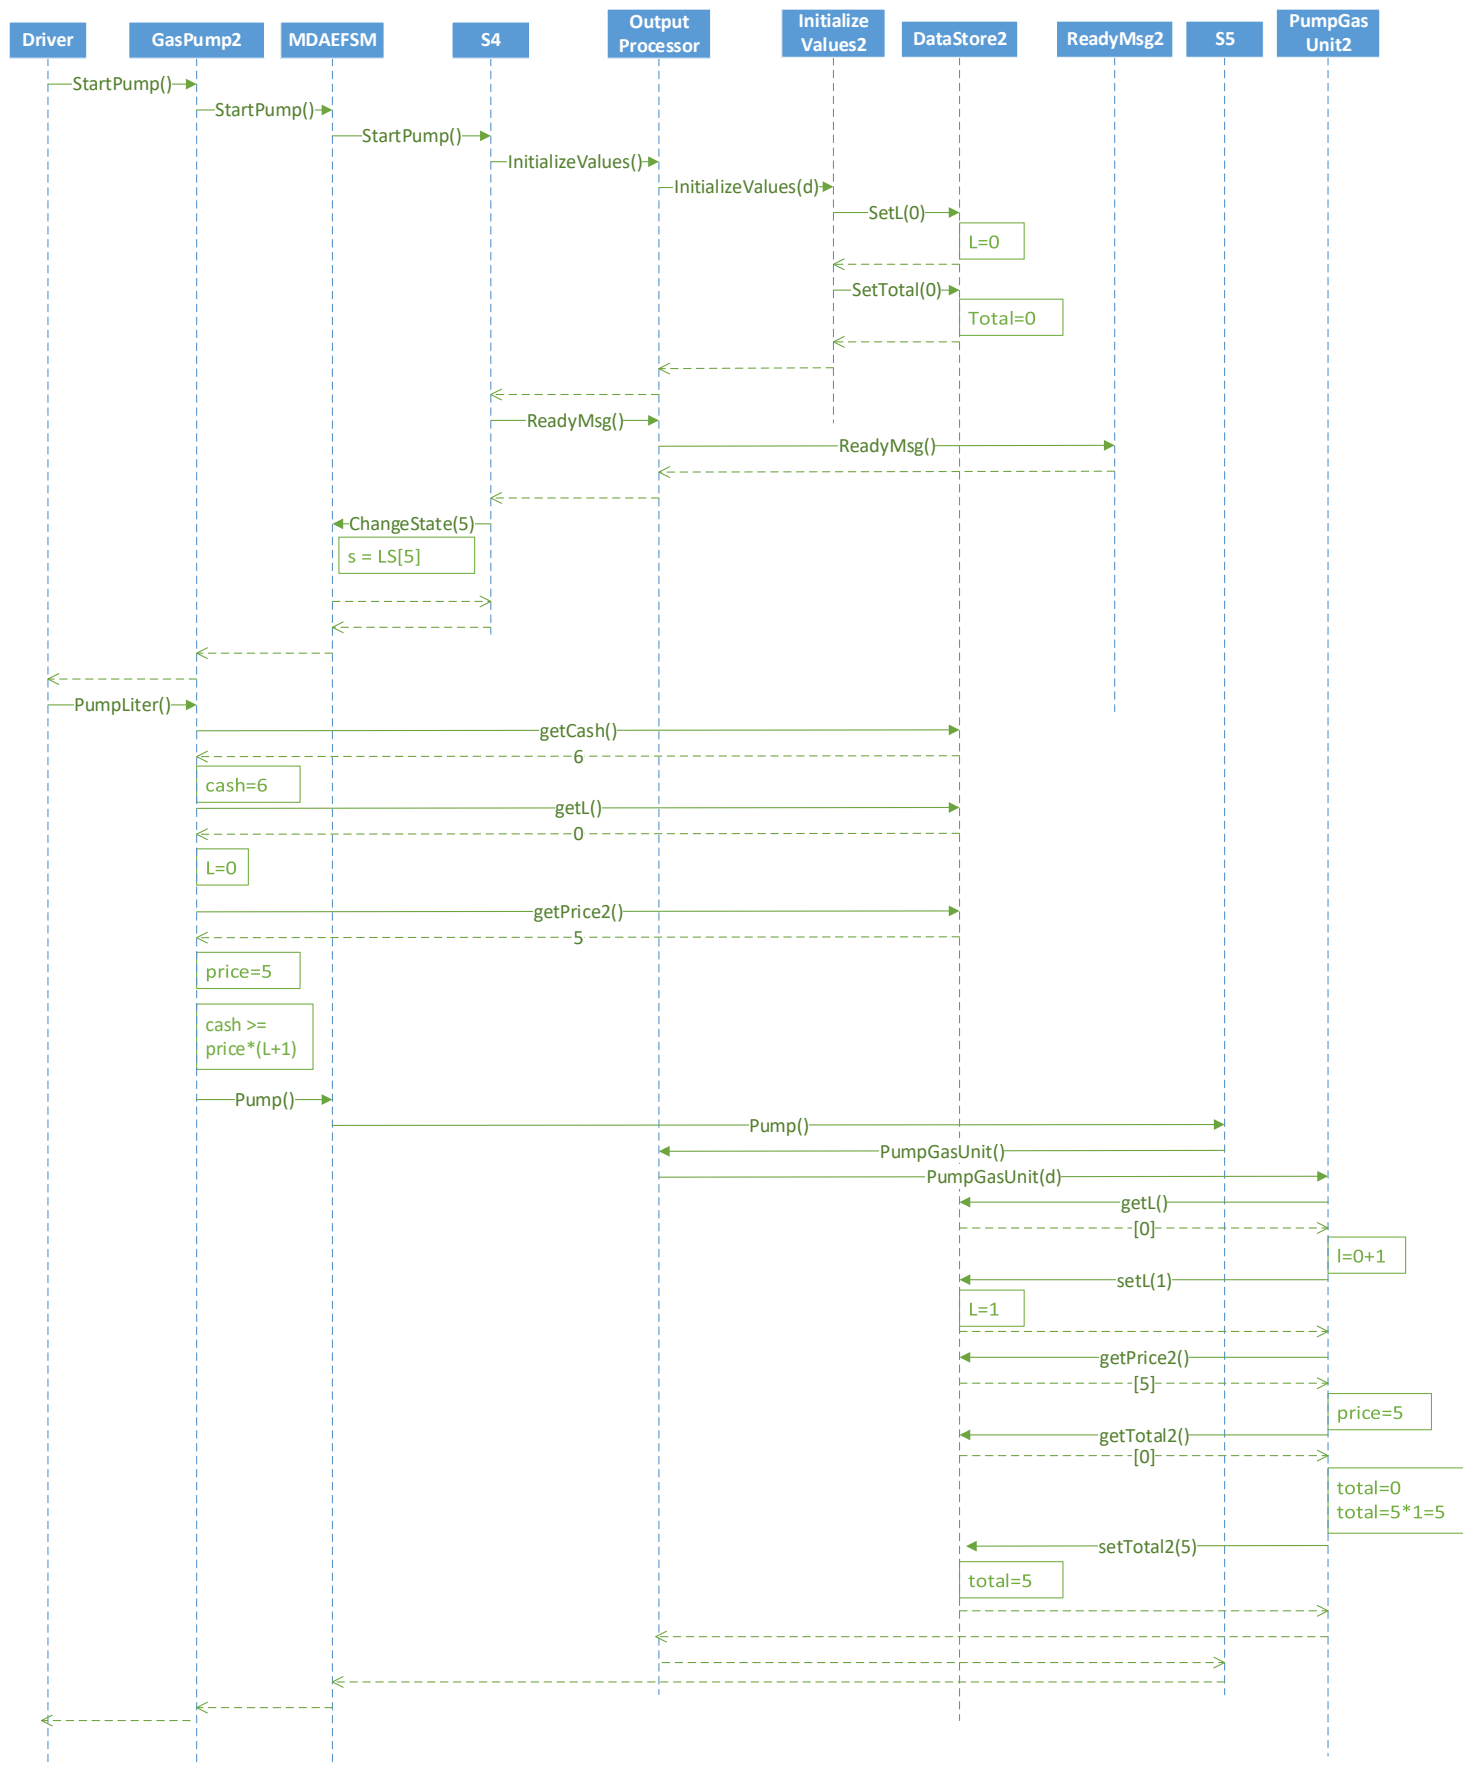 Driver
GasPump2
MDAEFSM
S4
Output
Processor
Initialize
Values2
DataStore2
ReadyMsg2
S5
PumpGas
Unit2
StartPump()
StartPump()
StartPump()
InitializeValues()
InitializeValues(d)
SetL(0)
L=0
SetTotal(0)
Total=0
ReadyMsg()
ReadyMsg()
ChangeState(5)
s = LS[5]
PumpLiter()
getCash()
6
cash=6
getL()
0
L=0
getPrice2()
5
price=5
cash >=
price*(L+1)
Pump()
Pump()
PumpGasUnit()
PumpGasUnit(d)
getL()
[0]
l=0+1
setL(1)
L=1
getPrice2()
[5]
price=5
getTotal2()
[0]
total=0
total=5*1=5
setTotal2(5)
total=5